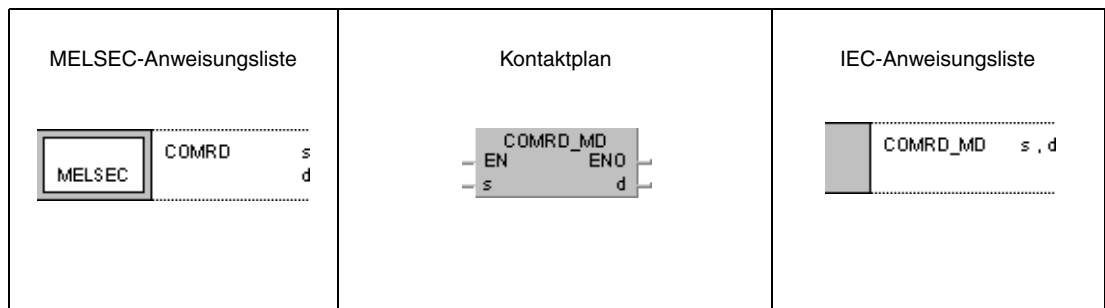 MELSEC-Anweisungsliste
MELSEC
COMRD s
d
Kontaktplan
COMRD_MD
EN ENO
s d
IEC-Anweisungsliste
COMRD_MD s , d